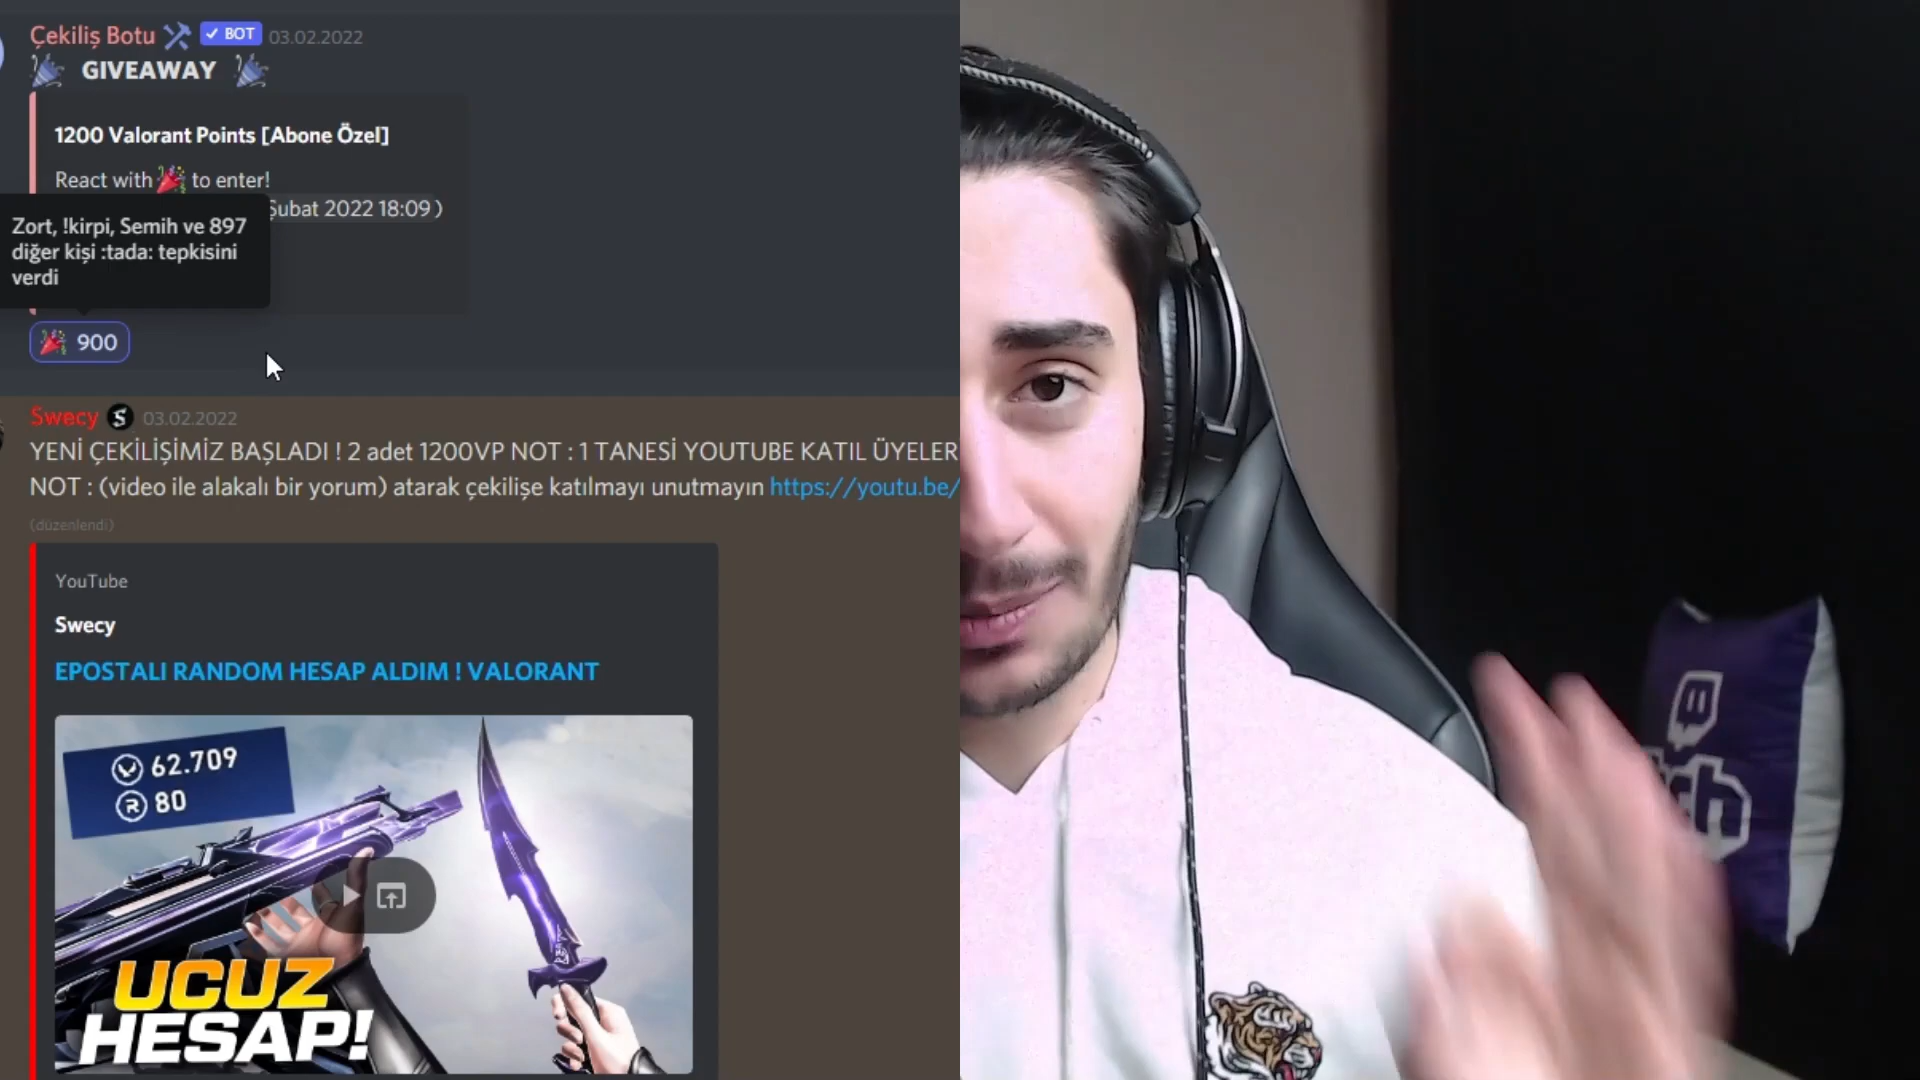 Çekiliş Botu BOT 03.02.2022
GIVEAWAY
1200 Valorant Points [Abone Özel]
React with to enter!
Şubat 2022 18:09 )
Zort, !kirpi, Semih ve 897
diğer kişi :tada: tepkisini
verdi
900
Swecy S 03.02.2022
YENİ ÇEKİLİŞİMİZ BAŞLADI ! 2 adet 1200VP NOT : 1 TANESİ YOUTUBE KATIL ÜYELER
NOT : (video ile alakalı bir yorum) atarak çekilişe katılmayı unutmayın https://youtu.be/
(düzenlendi)
YouTube
Swecy
EPOSTALI RANDOM HESAP ALDIM ! VALORANT
62.709
R 80
UCUZ
HESAP!